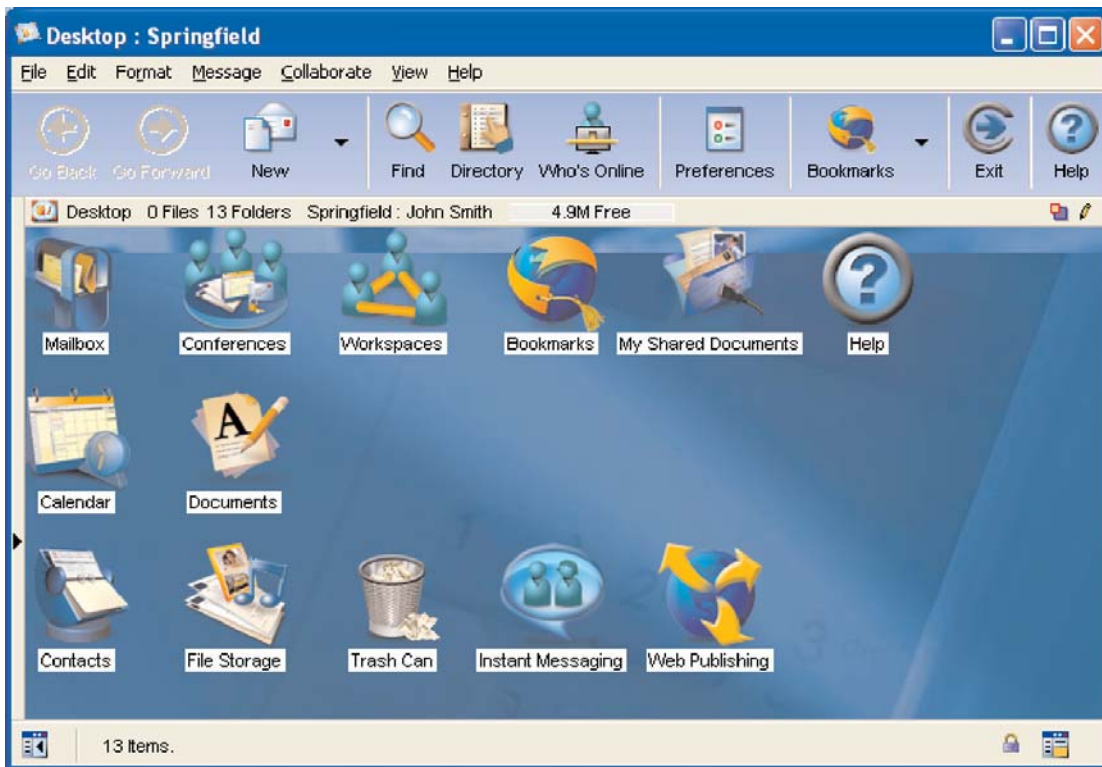 Desktop : Springfield
File Edit Format Message Collaborate View Help
Go Back Go Forward New Find Directory Who's Online Preferences Bookmarks Exit Help
Desktop 0 Files 13 Folders Springfield : John Smith 4.9M Free
Mailbox Conferences Workspaces Bookmarks My Shared Documents Help
Calendar Documents
Contacts File Storage Trash Can Instant Messaging Web Publishing
13 Items.